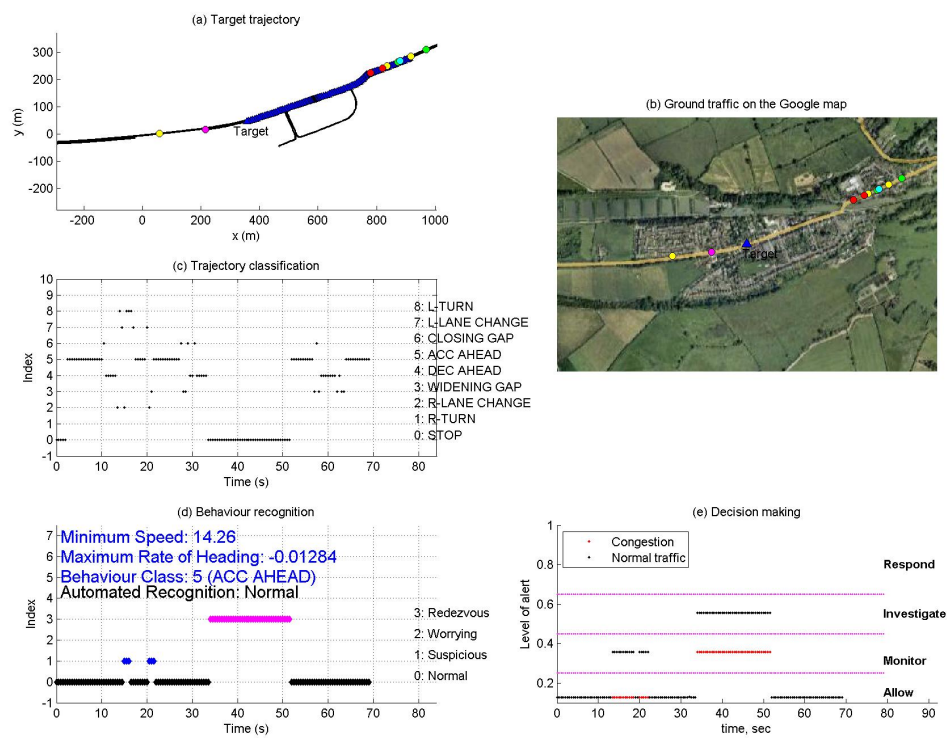 (a) Target trajectory
300
200
100
0
-100
-200
y (m)
Target
-200 0 200 400 600 800 1000
x (m)
(b) Ground traffic on the Google map
Target
(c) Trajectory classification
10
9
8
7
6
5
4
3
2
1
0
-1
Index
8: L-TURN
7: L-LANE CHANGE
6: CLOSING GAP
5: ACC AHEAD
4: DEC AHEAD
3: WIDENING GAP
2: R-LANE CHANGE
1: R-TURN
0: STOP
0 10 20 30 40 50 60 70 80
Time (s)
(d) Behaviour recognition
7
6
5
4
3
2
1
0
-1
Index
Minimum Speed: 14.26
Maximum Rate of Heading: -0.01284
Behaviour Class: 5 (ACC AHEAD)
Automated Recognition: Normal
3: Redezvous
2: Worrying
1: Suspicious
0: Normal
0 10 20 30 40 50 60 70 80
Time (s)
(e) Decision making
1
0.8
0.6
0.4
0.2
Level of alert
Congestion
Normal traffic
Respond
Investigate
Monitor
Allow
0 10 20 30 40 50 60 70 80 90
time, sec